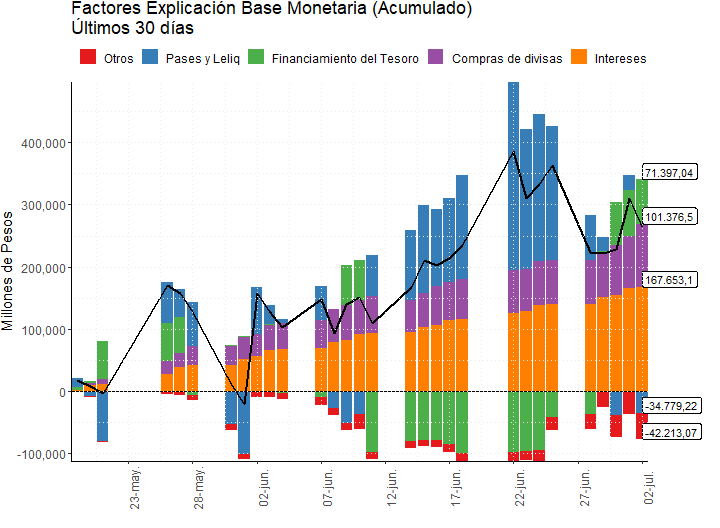 Factores Explicación Base Monetaria (Acumulado)
Últimos 30 días
Otros Pases y Leliq Financiamiento del Tesoro Compras de divisas Intereses
Millones de Pesos
400,000
300,000
200,000
100,000
0
-100,000
71.397,04
101.376,5
167.653,1
-34.779,22
-42.213,07
23-may.
28-may.
02-jun.
07-jun.
12-jun.
17-jun.
22-jun.
27-jun.
02-jul.